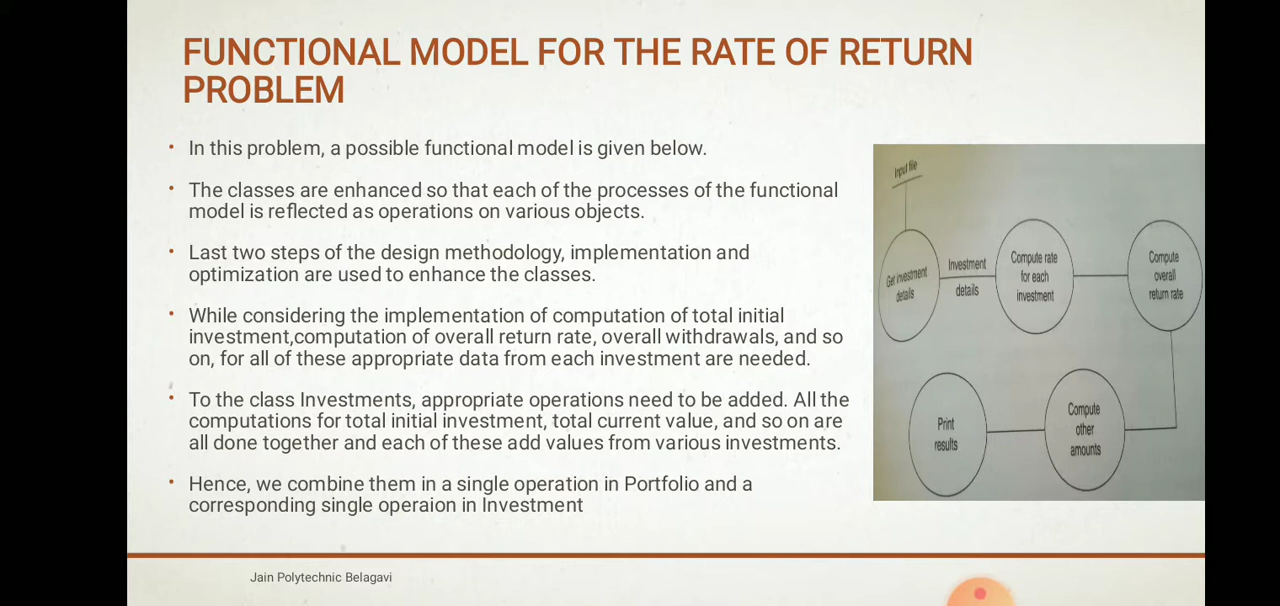 FUNCTIONAL MODEL FOR THE RATE OF RETURN
PROBLEM
• In this problem, a possible functional model is given below.
• The classes are enhanced so that each of the processes of the functional
model is reflected as operations on various objects.
• Last two steps of the design methodology, implementation and
optimization are used to enhance the classes.
• While considering the implementation of computation of total initial
investment,computation of overall return rate, overall withdrawals, and so
on, for all of these appropriate data from each investment are needed.
• To the class Investments, appropriate operations need to be added. All the
computations for total initial investment, total current value, and so on are
all done together and each of these add values from various investments.
• Hence, we combine them in a single operation in Portfolio and a
corresponding single operaion in Investment
Input file
Get investment
details
Investment
details
Compute rate
for each
investment
Compute
overall
return rate
Print
results
Compute
other
amounts
Jain Polytechnic Belagavi